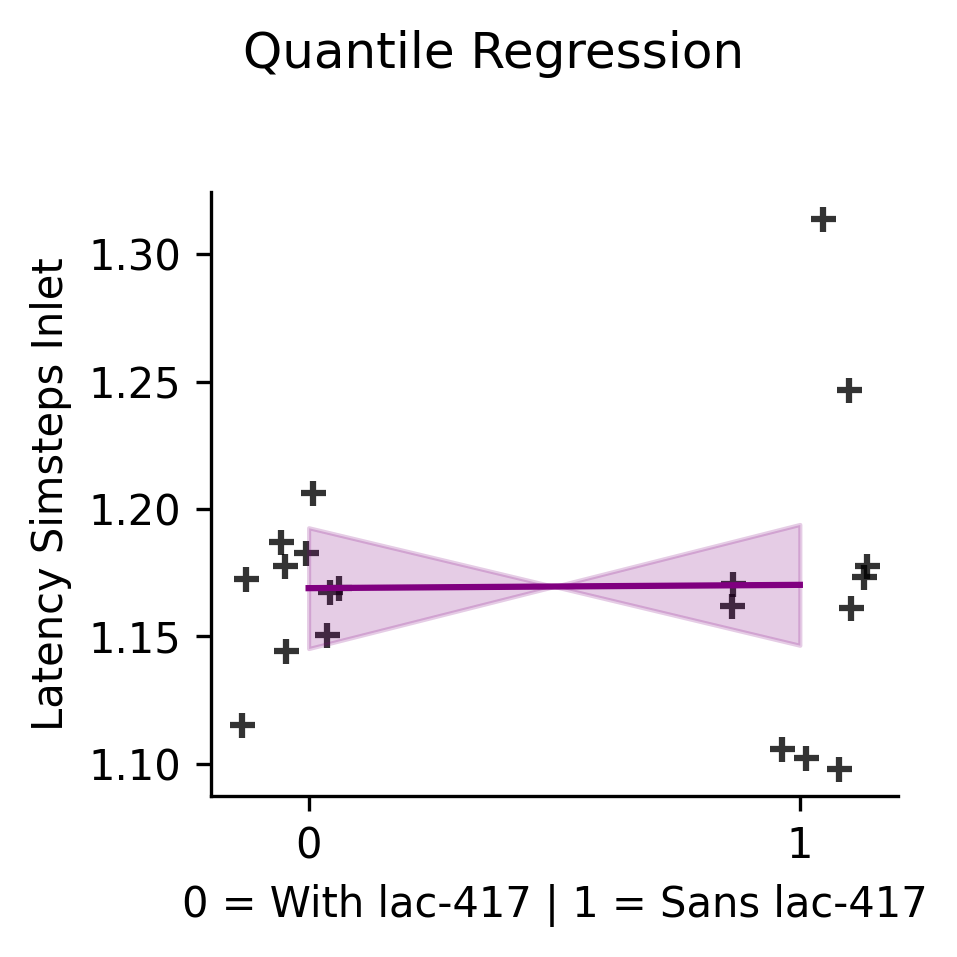 Quantile Regression
Latency Simsteps Inlet
1.30
1.25
1.20
1.15
1.10
0
1
0 = With lac-417 | 1 = Sans lac-417